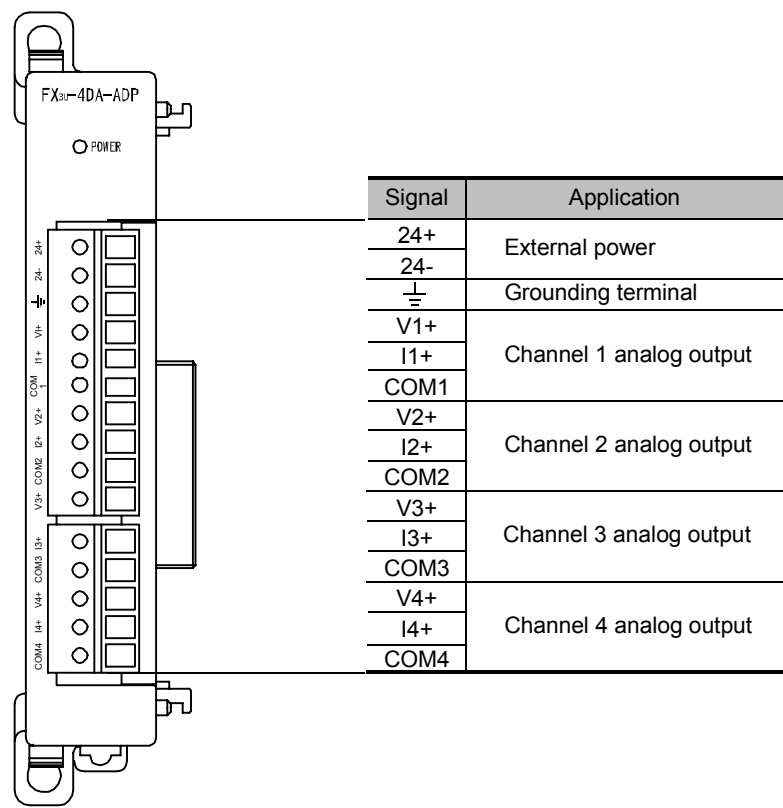 FX3U-4DA-ADP
POWER
24+
24-
V1+
I1+
COM
1
V2+
I2+
COM2
V3+
I3+
COM3
V4+
I4+
COM4
Signal Application
24+
External power
24-
Grounding terminal
V1+
I1+ Channel 1 analog output
COM1
V2+
I2+ Channel 2 analog output
COM2
V3+
I3+ Channel 3 analog output
COM3
V4+
I4+ Channel 4 analog output
COM4